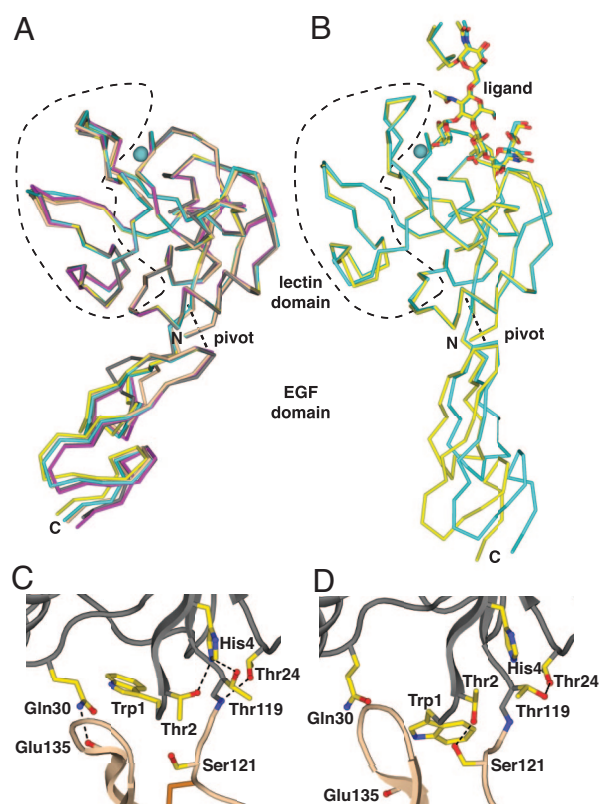 A
B
ligand
lectin
domain
N
pivot
N
pivot
EGF
domain
C
C
C
D
His4
Thr24
Gln30
Trp1
Thr119
Thr2
Glu135
Ser121
His4
Thr2
Thr24
Trp1
Thr119
Gln30
Ser121
Glu135